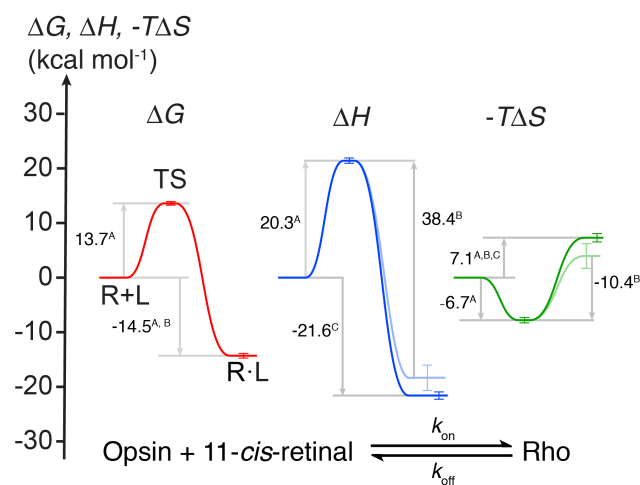 ΔG, ΔH, -TΔS
(kcal mol⁻¹)
ΔG
ΔH
-TΔS
30
20
10
0
-10
-20
-30
TS
13.7ᴬ
R+L
-14.5ᴬ, ᴮ
R·L
20.3ᴬ
38.4ᴮ
-21.6ꟲ
7.1ᴬ,ᴮ,ꟲ
-6.7ᴬ
-10.4ᴮ
Opsin + 11-cis-retinal
kon
koff
Rho